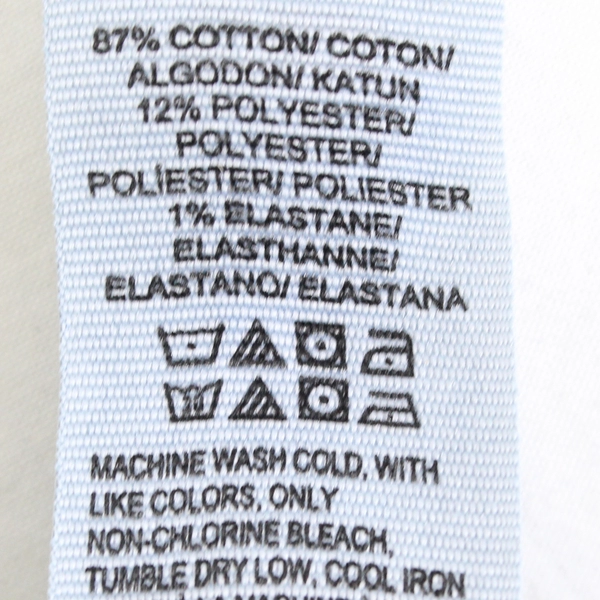 87% COTTON/ COTON/
ALGODON/ KATUN
12% POLYESTER/
POLYESTER/
POLIESTER/ POLIESTER
1% ELASTANE/
ELASTHANNE/
ELASTANO/ ELASTANA
MACHINE WASH COLD, WITH
LIKE COLORS, ONLY
NON-CHLORINE BLEACH,
TUMBLE DRY LOW, COOL IRON